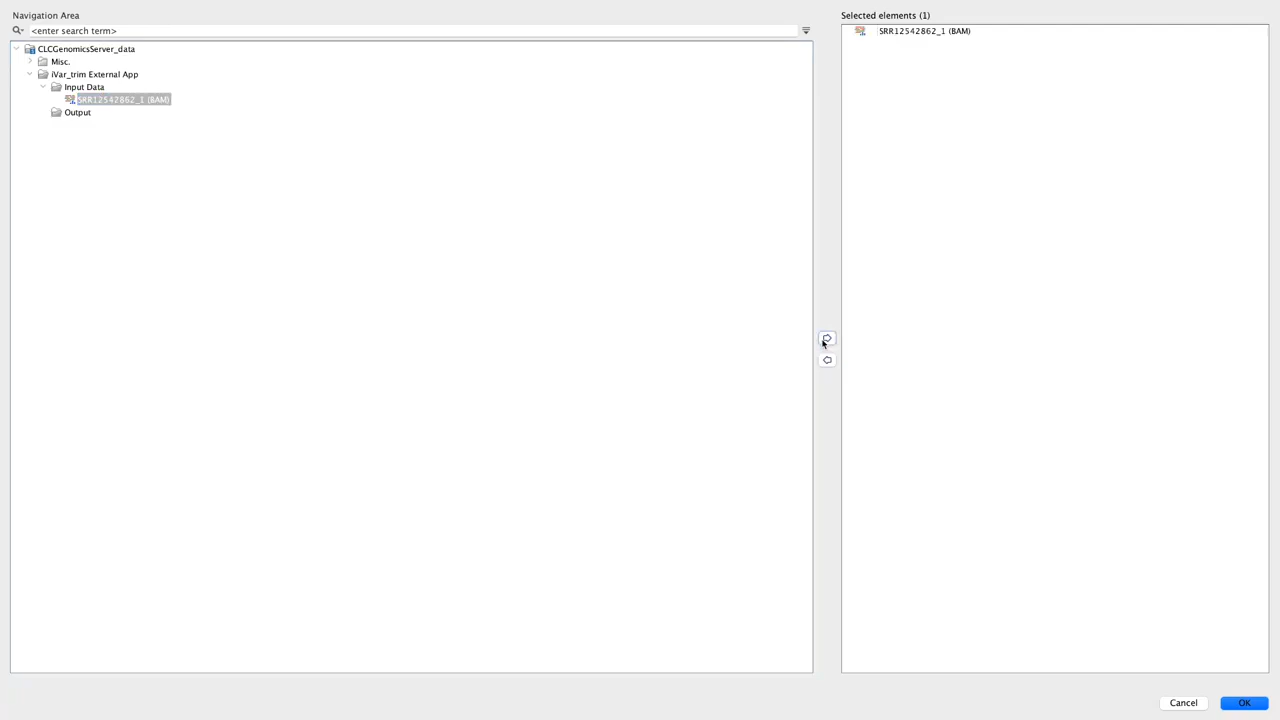 Navigation Area
<enter search term>
CLCGenomicsServer_data
Misc.
iVar_trim External App
Input Data
SRR12542862_1 (BAM)
Output
Selected elements (1)
SRR12542862_1 (BAM)
Cancel
OK